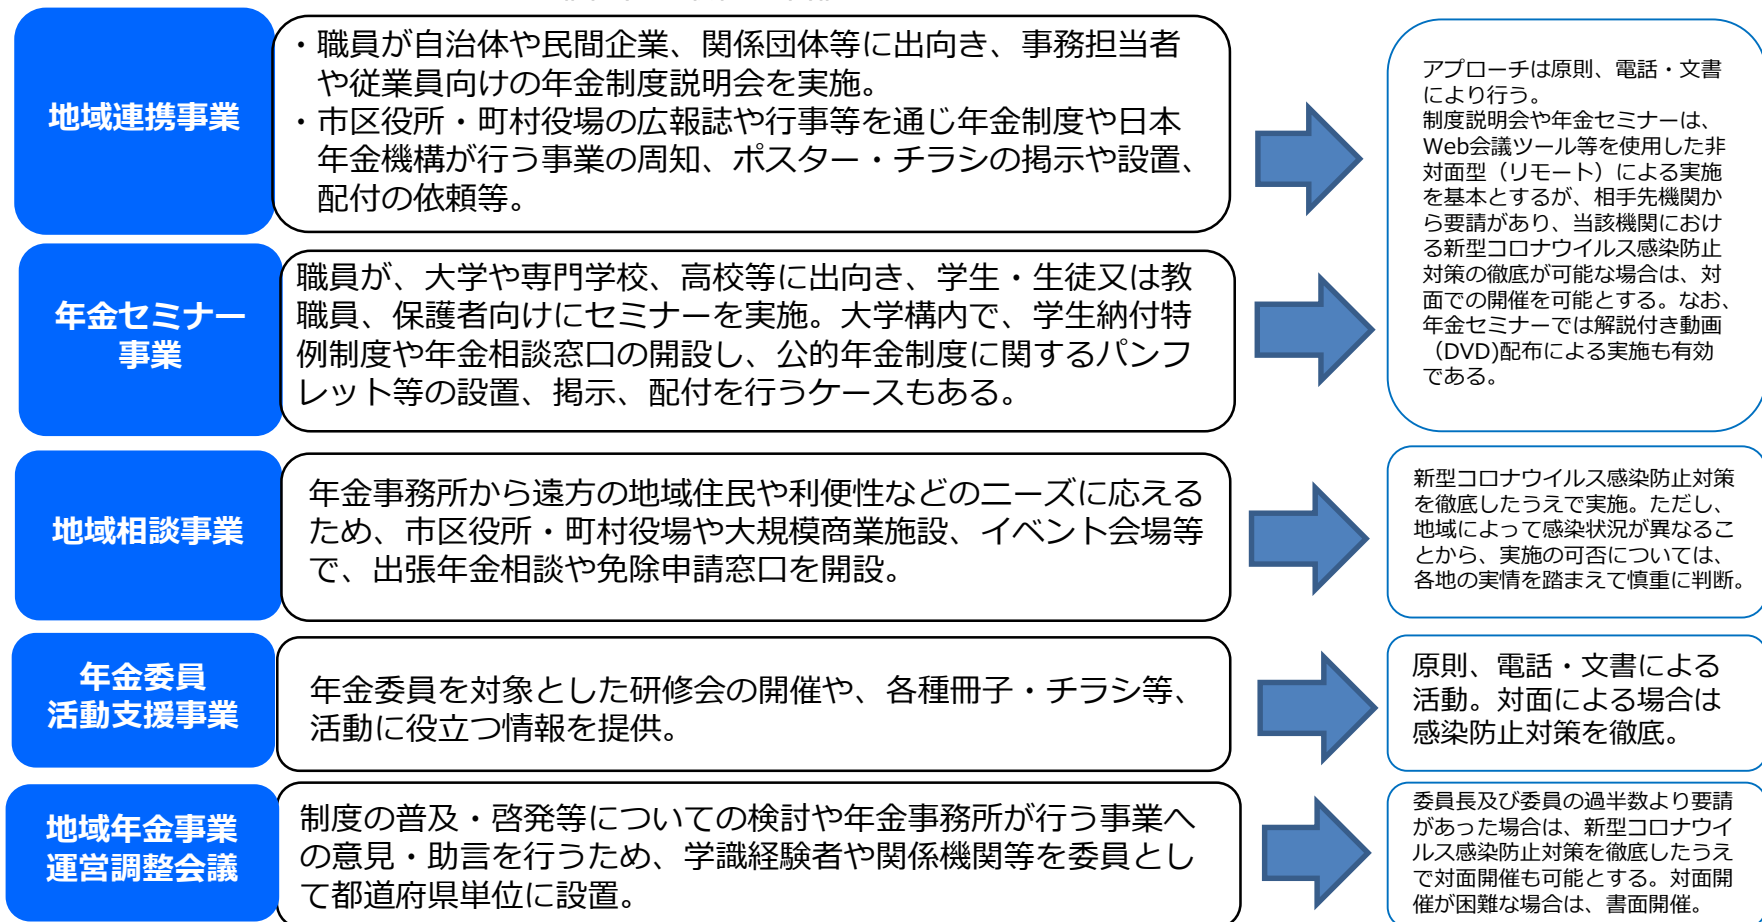 地域連携事業
・職員が自治体や民間企業、関係団体等に出向き、事務担当者
や従業員向けの年金制度説明会を実施。
・市区役所・町村役場の広報誌や行事等を通じ年金制度や日本
年金機構が行う事業の周知、ポスター・チラシの掲示や設置、
配付の依頼等。
アプローチは原則、電話・文書
により行う。
制度説明会や年金セミナーは、
Web会議ツール等を使用した非
対面型（リモート）による実施
を基本とするが、相手先機関か
ら要請があり、当該機関におけ
る新型コロナウイルス感染防止
対策の徹底が可能な場合は、対
面での開催を可能とする。なお、
年金セミナーでは解説付き動画
（DVD)配布による実施も有効
である。
年金セミナー
事業
職員が、大学や専門学校、高校等に出向き、学生・生徒又は教
職員、保護者向けにセミナーを実施。大学構内で、学生納付特
例制度や年金相談窓口の開設し、公的年金制度に関するパンフ
レット等の設置、掲示、配付を行うケースもある。
地域相談事業
年金事務所から遠方の地域住民や利便性などのニーズに応える
ため、市区役所・町村役場や大規模商業施設、イベント会場等
で、出張年金相談や免除申請窓口を開設。
新型コロナウイルス感染防止対策
を徹底したうえで実施。ただし、
地域によって感染状況が異なるこ
とから、実施の可否については、
各地の実情を踏まえて慎重に判断。
年金委員
活動支援事業
年金委員を対象とした研修会の開催や、各種冊子・チラシ等、
活動に役立つ情報を提供。
原則、電話・文書による
活動。対面による場合は
感染防止対策を徹底。
地域年金事業
運営調整会議
制度の普及・啓発等についての検討や年金事務所が行う事業へ
の意見・助言を行うため、学識経験者や関係機関等を委員とし
て都道府県単位に設置。
委員長及び委員の過半数より要請
があった場合は、新型コロナウイ
ルス感染防止対策を徹底したうえ
で対面開催も可能とする。対面開
催が困難な場合は、書面開催。